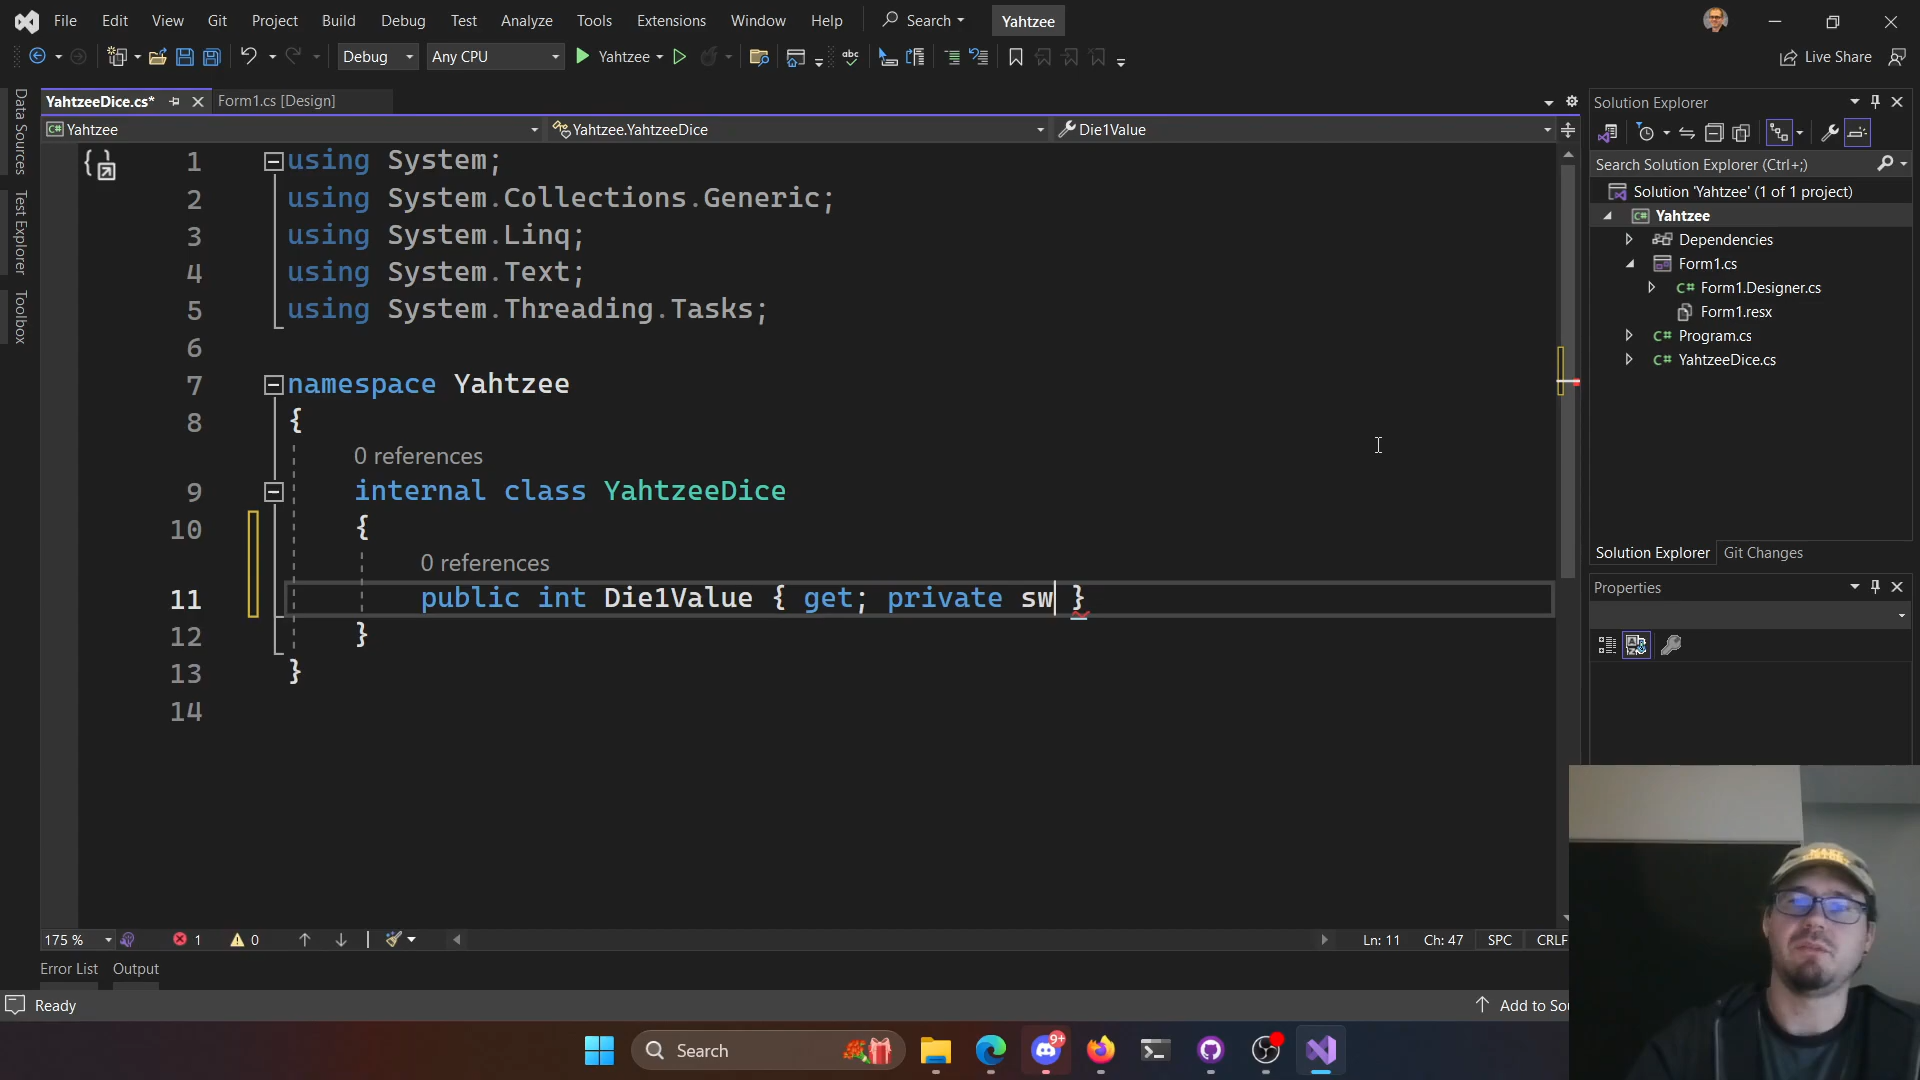 File Edit View Git Project Build Debug Test Analyze Tools Extensions Window Help Search Yahtzee
Debug Any CPU Yahtzee Live Share
YahtzeeDice.cs* Form1.cs [Design]
Yahtzee Yahtzee.YahtzeeDice Die1Value
Data Sources
Test Explorer
Toolbox
1 using System;
2 using System.Collections.Generic;
3 using System.Linq;
4 using System.Text;
5 using System.Threading.Tasks;
6
7 namespace Yahtzee
8 {
0 references
9 internal class YahtzeeDice
10 {
0 references
11 public int Die1Value { get; private sw }
12 }
13 }
14
175 % 1 0 Ln: 11 Ch: 47 SPC CRLF
Error List Output
Ready Add to Sou
Solution Explorer
Search Solution Explorer (Ctrl+;)
Solution 'Yahtzee' (1 of 1 project)
Yahtzee
Dependencies
Form1.cs
Form1.Designer.cs
Form1.resx
Program.cs
YahtzeeDice.cs
Solution Explorer Git Changes
Properties
MAKE
HISTORY
Search
9+